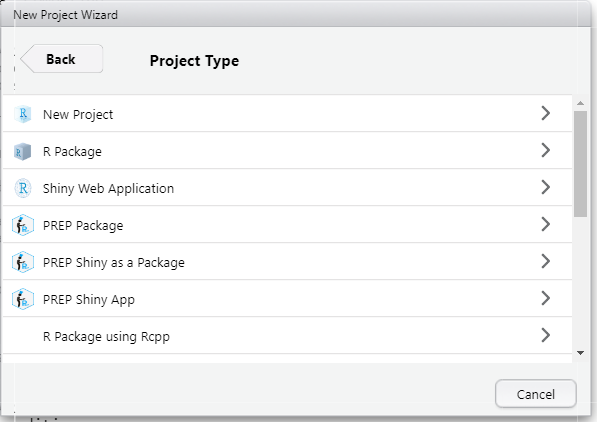 New Project Wizard
Back
Project Type
R New Project
R R Package
R Shiny Web Application
PREP Package
PREP Shiny as a Package
PREP Shiny App
R Package using Rcpp
Cancel